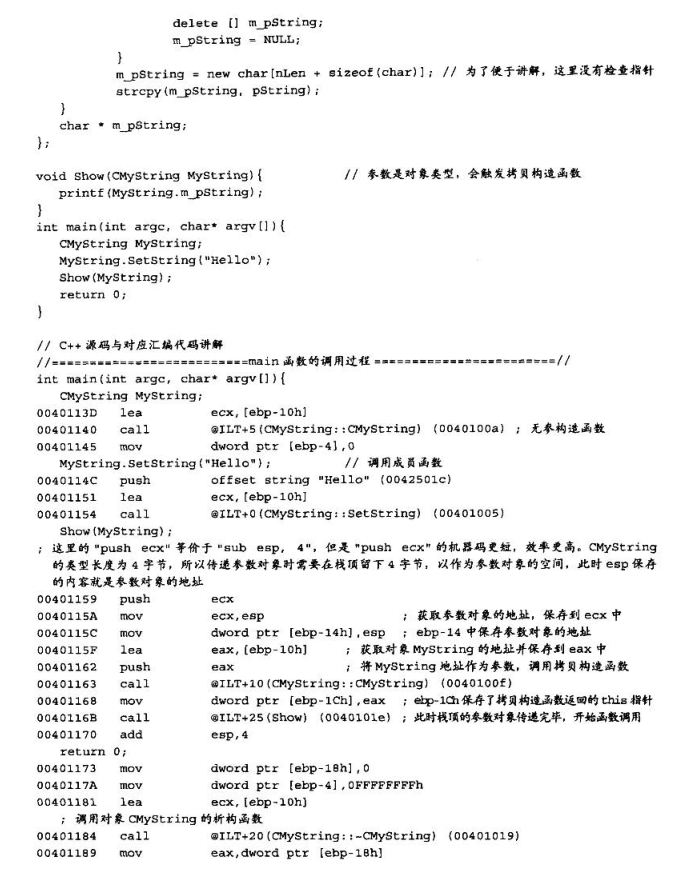 delete [] m_pString;
m_pString = NULL;
}
m_pString = new char[nLen + sizeof(char)]; // 为了便于讲解，这里没有检查指针
strcpy(m_pString, pString);
}
char * m_pString;
};
void Show(CMyString MyString){ // 参数是对象类型，会触发拷贝构造函数
printf(MyString.m_pString);
}
int main(int argc, char* argv[]){
CMyString MyString;
MyString.SetString("Hello");
Show(MyString);
return 0;
}
// C++ 源码与对应汇编代码讲解
//===========================main 函数的调用过程 =========================//
int main(int argc, char* argv[]){
CMyString MyString;
0040113D lea ecx,[ebp-10h]
00401140 call @ILT+5(CMyString::CMyString) (0040100a) ; 无参构造函数
00401145 mov dword ptr [ebp-4],0
MyString.SetString("Hello"); // 调用成员函数
0040114C push offset string "Hello" (0042501c)
00401151 lea ecx,[ebp-10h]
00401154 call @ILT+0(CMyString::SetString) (00401005)
Show(MyString);
; 这里的 "push ecx" 等价于 "sub esp, 4"，但是 "push ecx" 的机器码更短，效率更高。CMyString
的类型长度为 4 字节，所以传递参数对象时需要在栈顶留下 4 字节，以作为参数对象的空间，此时 esp 保存
的内容就是参数对象的地址
00401159 push ecx
0040115A mov ecx,esp ; 获取参数对象的地址，保存到 ecx 中
0040115C mov dword ptr [ebp-14h],esp ; ebp-14 中保存参数对象的地址
0040115F lea eax,[ebp-10h] ; 获取对象 MyString 的地址并保存到 eax 中
00401162 push eax ; 将 MyString 地址作为参数，调用拷贝构造函数
00401163 call @ILT+10(CMyString::CMyString) (0040100f)
00401168 mov dword ptr [ebp-1Ch],eax ; ebp-1Ch 保存了拷贝构造函数返回的 this 指针
0040116B call @ILT+25(Show) (0040101e) ; 此时栈顶的参数对象传递完毕，开始函数调用
00401170 add esp,4
return 0;
00401173 mov dword ptr [ebp-18h],0
0040117A mov dword ptr [ebp-4],0FFFFFFFFh
00401181 lea ecx,[ebp-10h]
; 调用对象 CMyString 的析构函数
00401184 call @ILT+20(CMyString::~CMyString) (00401019)
00401189 mov eax,dword ptr [ebp-18h]